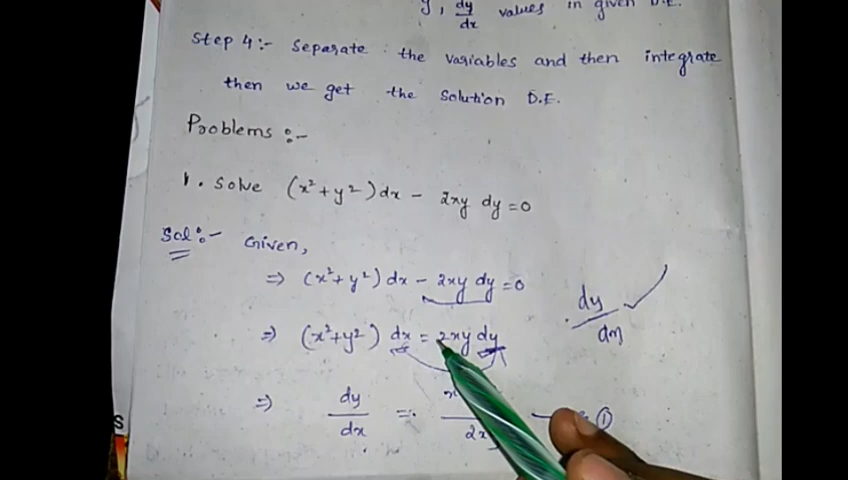 y, dy/dx values in given D.E.
Step 4:- Separate the variables and then integrate
then we get the solution D.E.
Problems :-
1. Solve (x²+y²)dx - 2xy dy = 0
Sol:- Given,
⇒ (x²+y²) dx - 2xy dy = 0
⇒ (x²+y²) dx = 2xy dy
dy/dx
⇒ dy/dx = ①